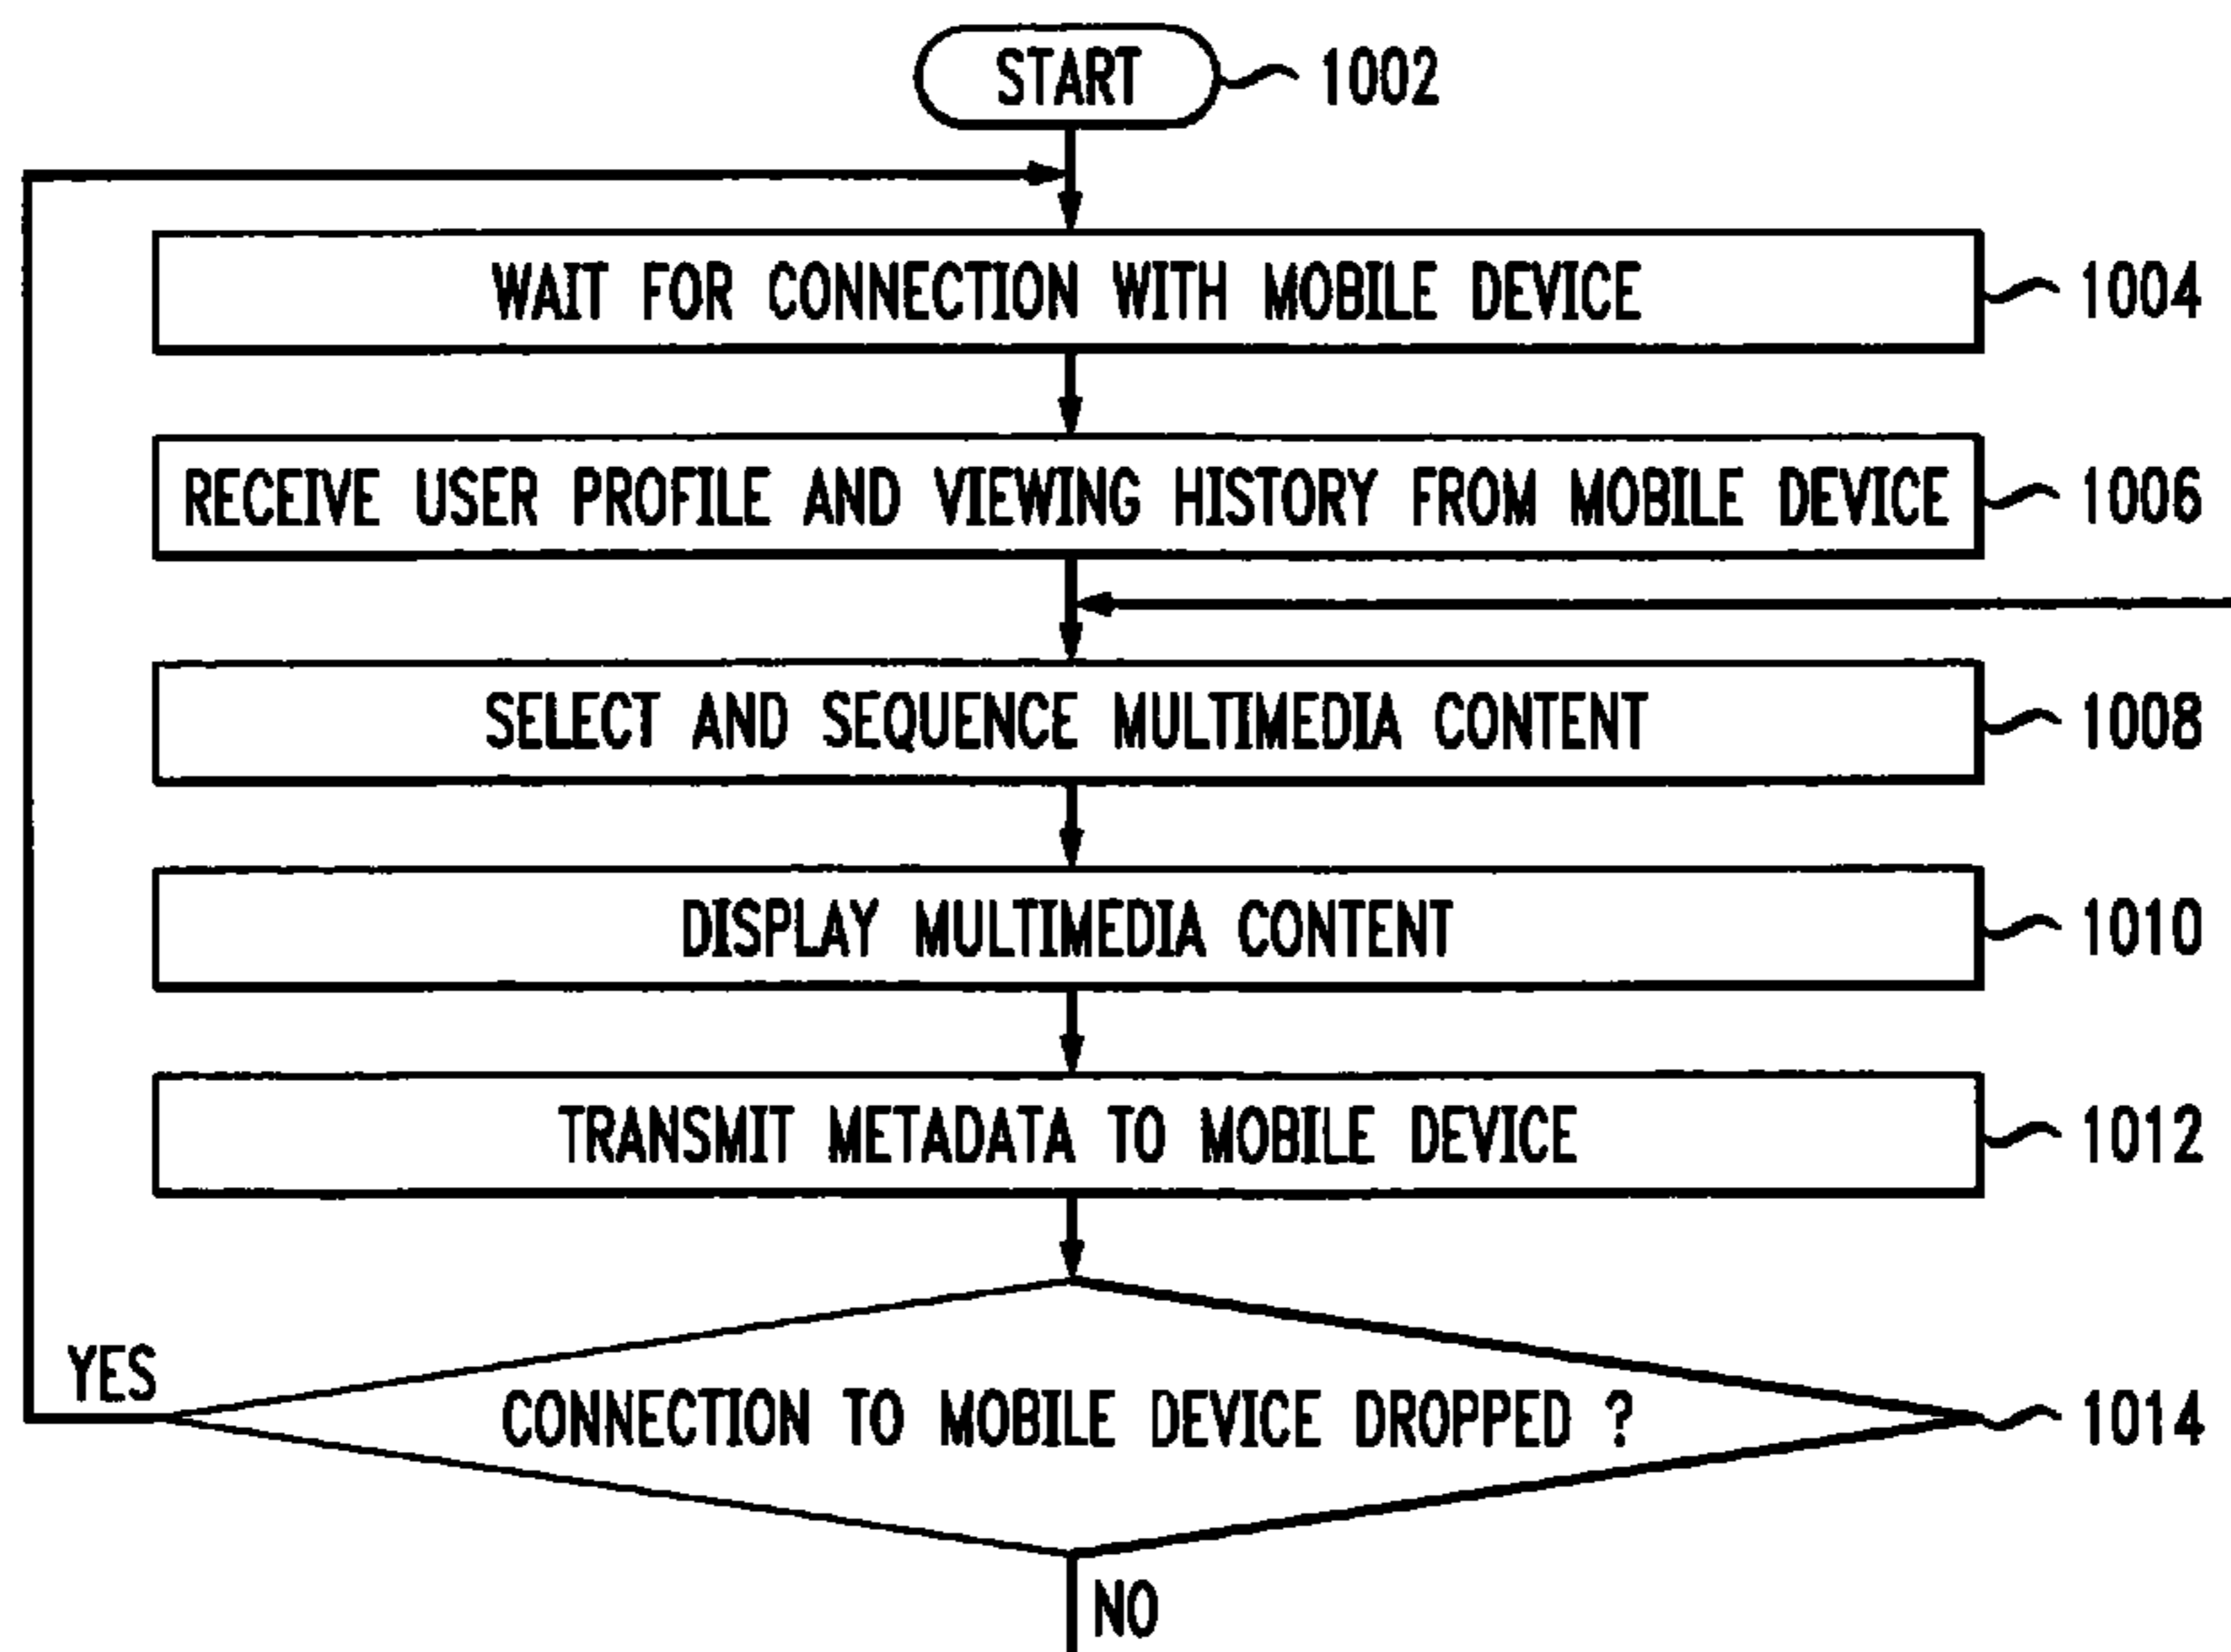 START 1002
WAIT FOR CONNECTION WITH MOBILE DEVICE 1004
RECEIVE USER PROFILE AND VIEWING HISTORY FROM MOBILE DEVICE 1006
SELECT AND SEQUENCE MULTIMEDIA CONTENT 1008
DISPLAY MULTIMEDIA CONTENT 1010
TRANSMIT METADATA TO MOBILE DEVICE 1012
YES
CONNECTION TO MOBILE DEVICE DROPPED ? 1014
NO